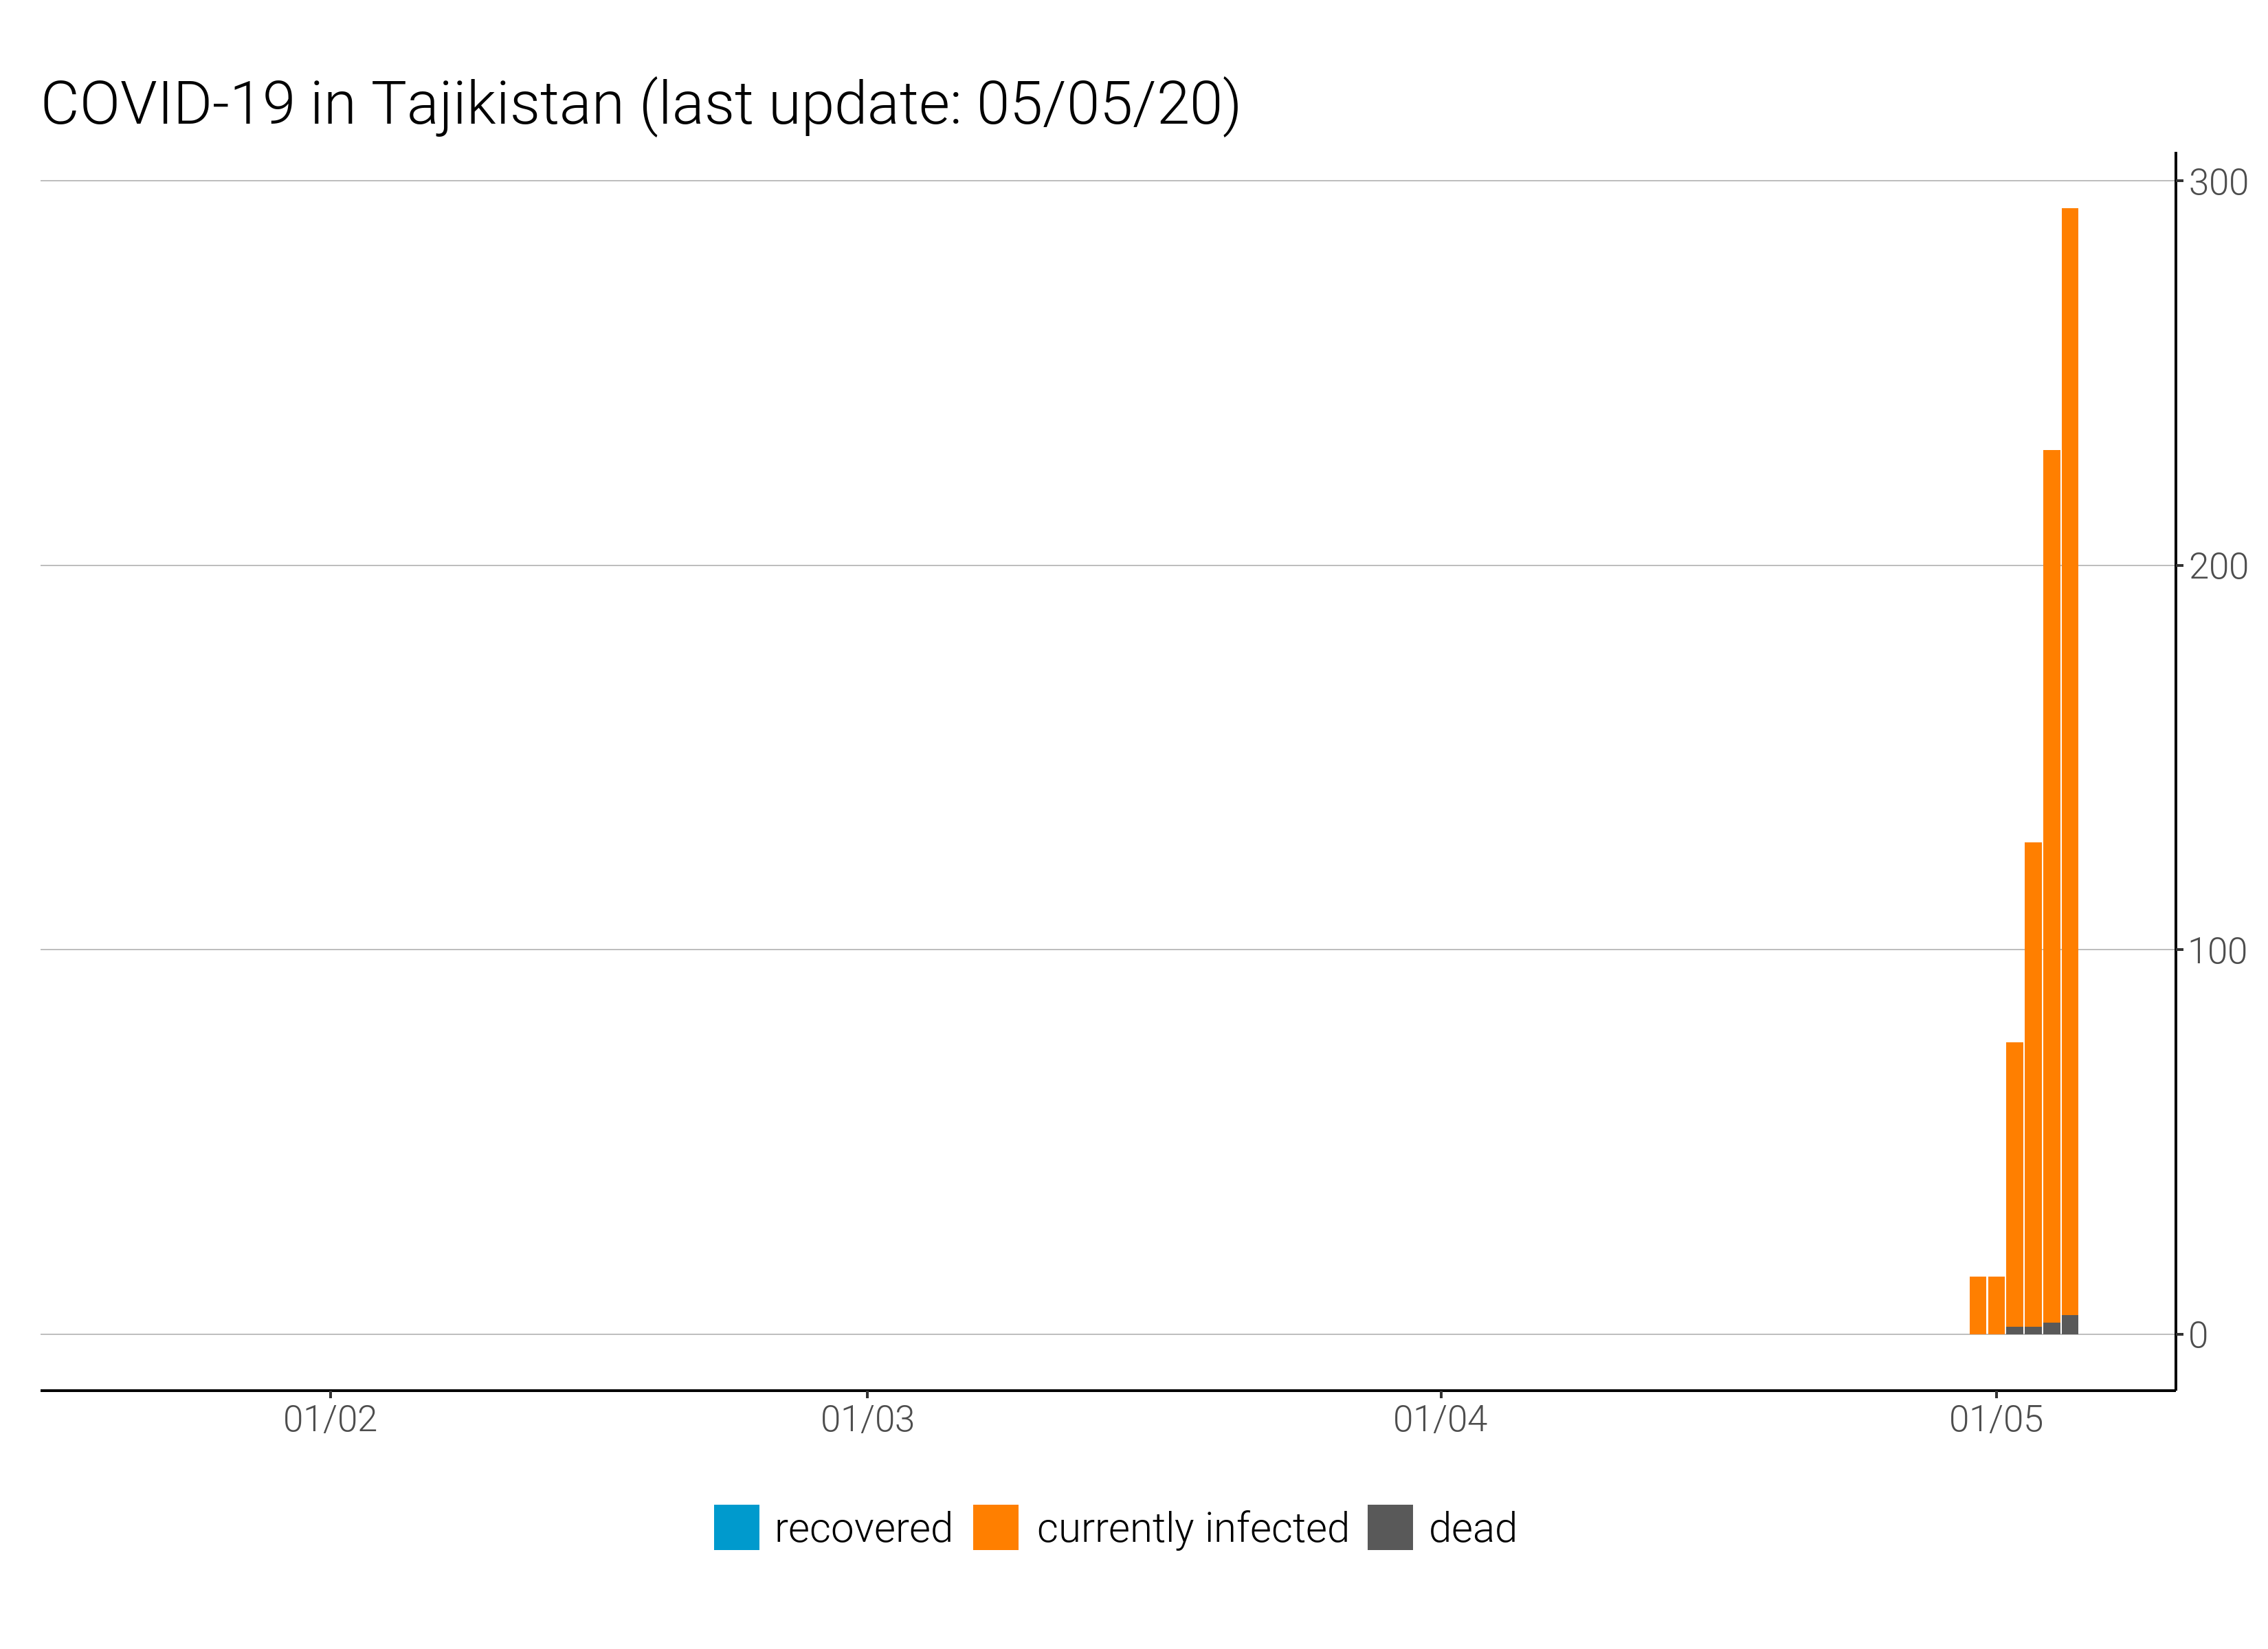 COVID-19 in Tajikistan (last update: 05/05/20)
300
200
100
0
01/02 01/03 01/04 01/05
recovered currently infected dead